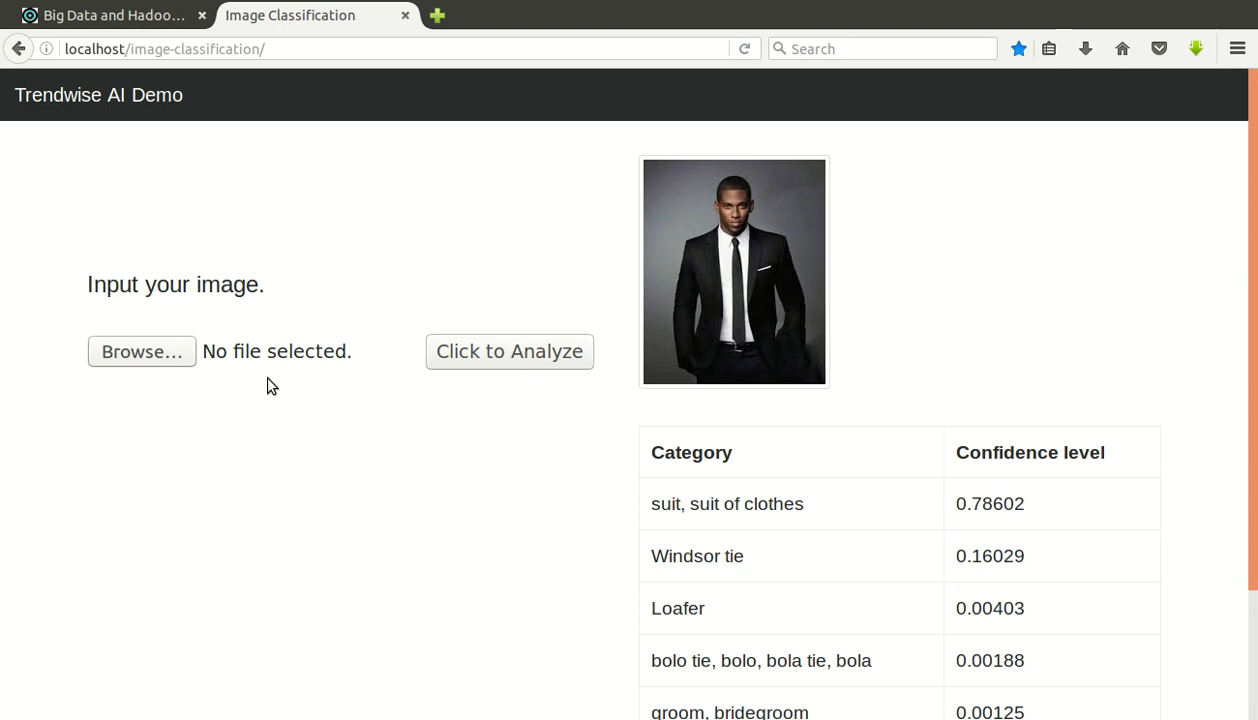 Big Data and Hadoo...
Image Classification
localhost/image-classification/
Search
Trendwise AI Demo
Input your image.
Browse... No file selected.
Click to Analyze
Category Confidence level
suit, suit of clothes 0.78602
Windsor tie 0.16029
Loafer 0.00403
bolo tie, bolo, bola tie, bola 0.00188
groom, bridegroom 0.00125